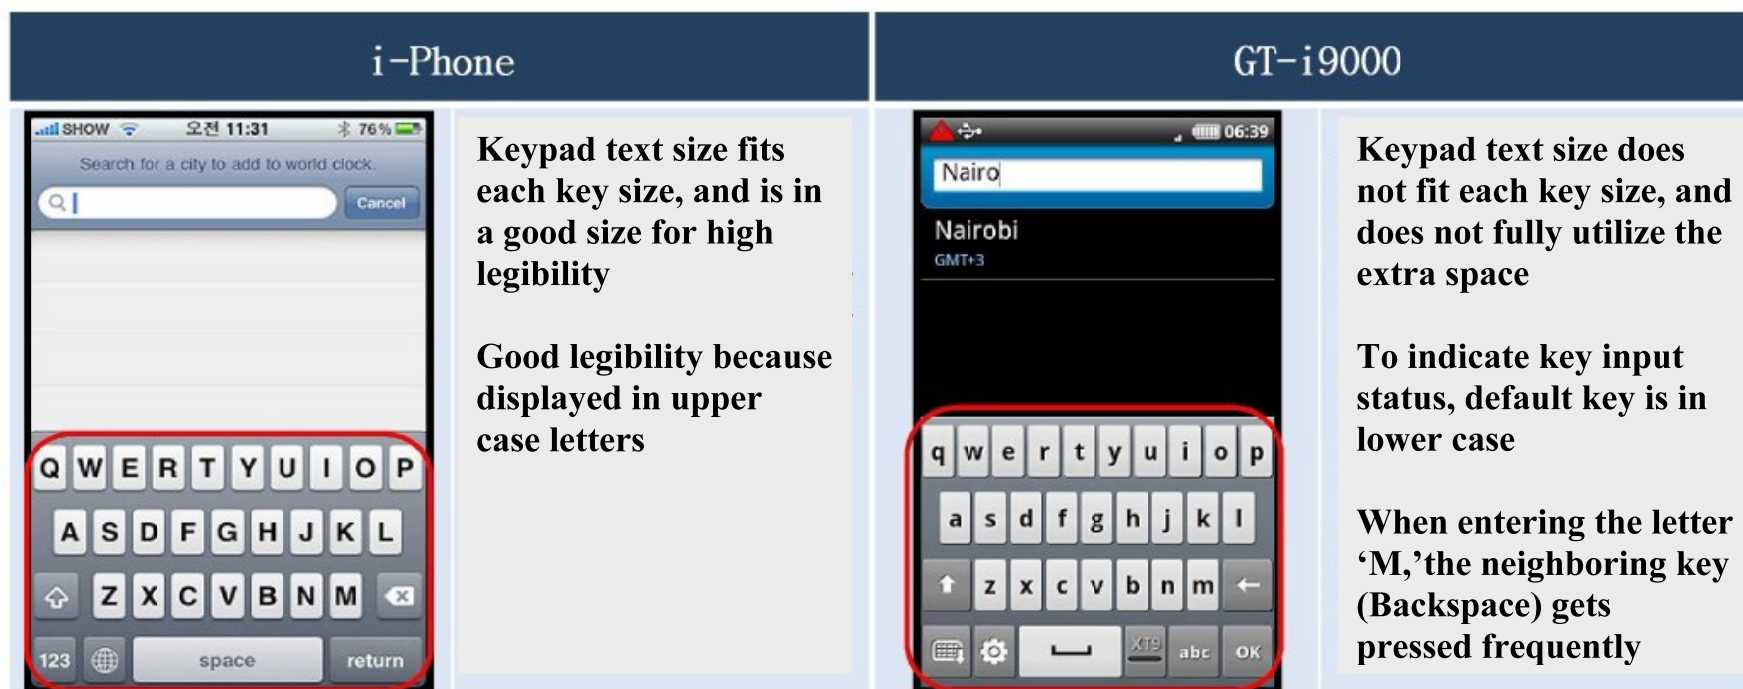 i-Phone
GT-i9000
SHOW 오전 11:31 76%
Search for a city to add to world clock.
Cancel
Q W E R T Y U I O P
A S D F G H J K L
Z X C V B N M
123 space return
Keypad text size fits
each key size, and is in
a good size for high
legibility
Good legibility because
displayed in upper
case letters
06:39
Nairo
Nairobi
GMT+3
q w e r t y u i o p
a s d f g h j k l
z x c v b n m
XT9 abc OK
Keypad text size does
not fit each key size, and
does not fully utilize the
extra space
To indicate key input
status, default key is in
lower case
When entering the letter
‘M,’the neighboring key
(Backspace) gets
pressed frequently